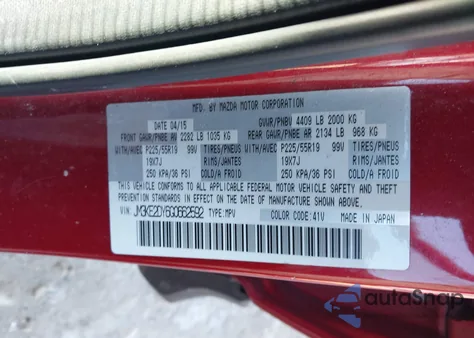 MFD. BY MAZDA MOTOR CORPORATION
DATE 04/15 GVWR/PNBV 4409 LB 2000 KG
FRONT GAWR/PNBE AV 2282 LB 1035 KG REAR GAWR/PNBE AR 2134 LB 968 KG
WITH/AVEC P225/55R19 99V TIRES/PNEUS WITH/AVEC P225/55R19 99V TIRES/PNEUS
19X7J RIMS/JANTES 19X7J RIMS/JANTES
250 KPA/36 PSI COLD/A FROID 250 KPA/36 PSI COLD/A FROID
THIS VEHICLE CONFORMS TO ALL APPLICABLE FEDERAL MOTOR VEHICLE SAFETY, BUMPER,
AND THEFT PREVENTION STANDARDS IN EFFECT ON THE DATE OF MANUFACTURE SHOWN ABOVE.
VIN: JM3KE2DY6G0662592 TYPE:MPV COLOR CODE:41V MADE IN JAPAN
autoSnap